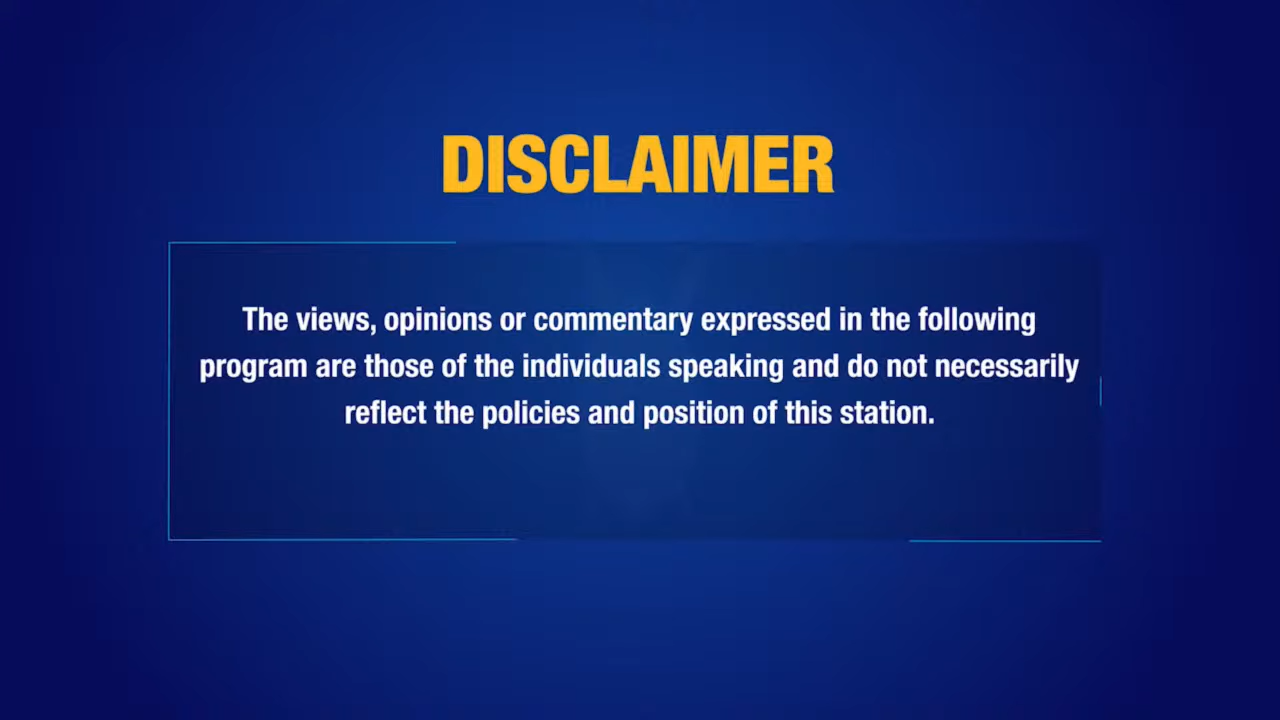 DISCLAIMER
The views, opinions or commentary expressed in the following
program are those of the individuals speaking and do not necessarily
reflect the policies and position of this station.